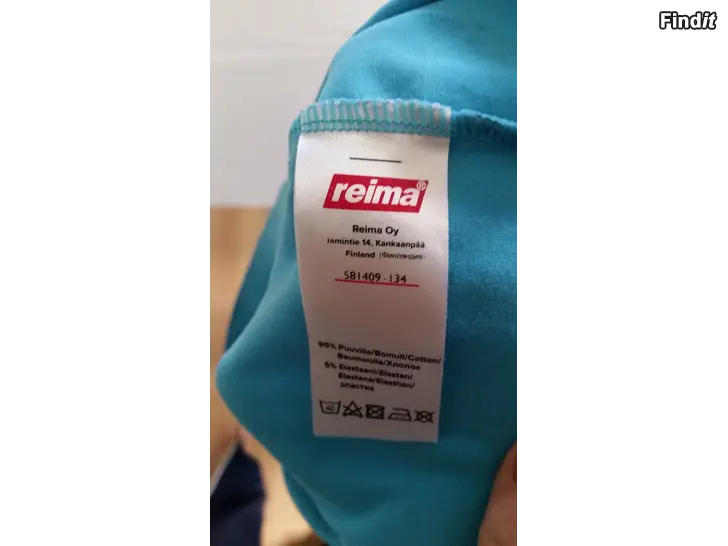 Findit
reima®
Reima Oy
Jämintie 14, Kankaanpää
Finland (Финляндия)
581409 - 134
95% Puuvilla/Bomull/Cotton/
Baumwolle/Хлопок
5% Elastaani/Elastan/
Elastane/Elasthan/
эластик